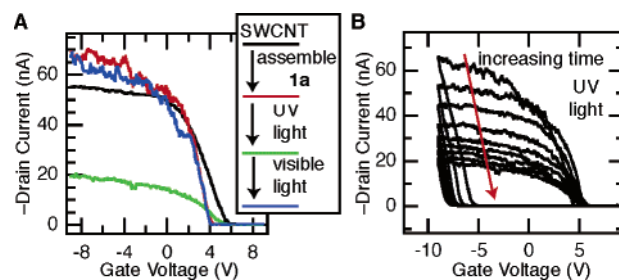 A
–Drain Current (nA)
60
40
20
0
-8
-4
0
4
8
Gate Voltage (V)
SWCNT
assemble
1a
UV
light
visible
light
B
–Drain Current (nA)
80
60
40
20
0
-10
-5
0
5
10
Gate Voltage (V)
increasing time
UV
light